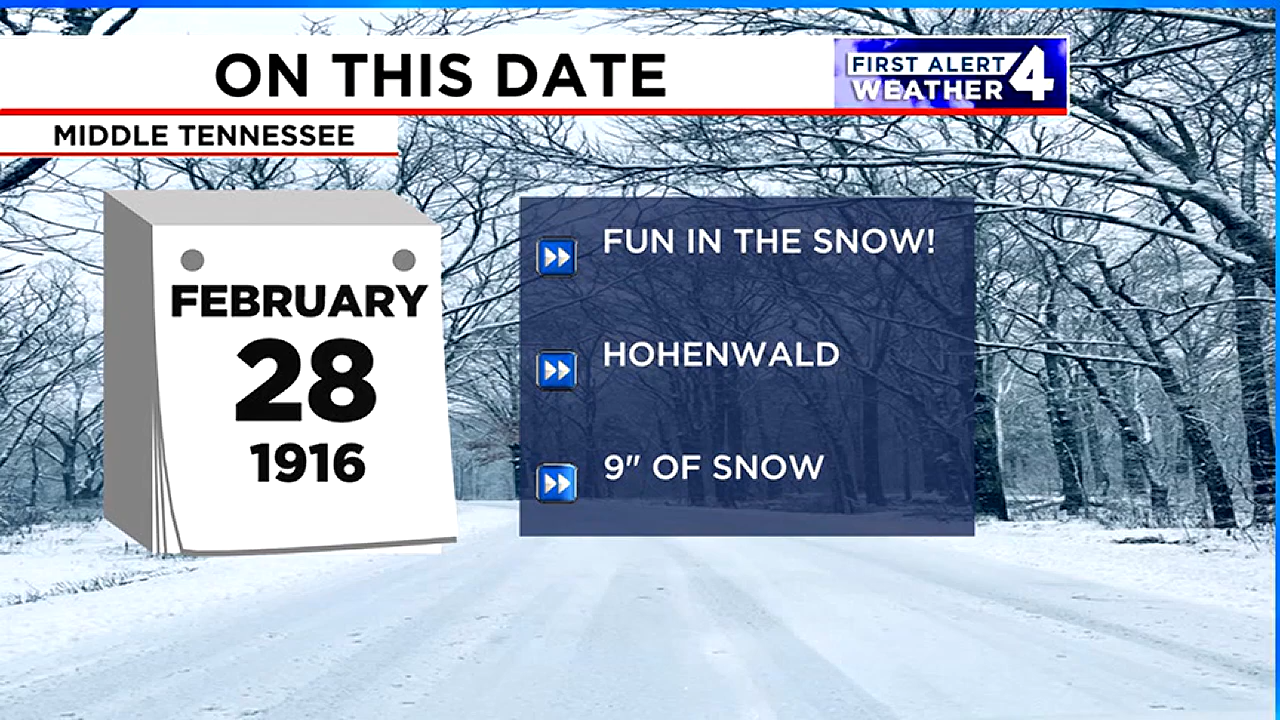 ON THIS DATE
FIRST ALERT
WEATHER 4
MIDDLE TENNESSEE
FEBRUARY
28
1916
FUN IN THE SNOW!
HOHENWALD
9" OF SNOW